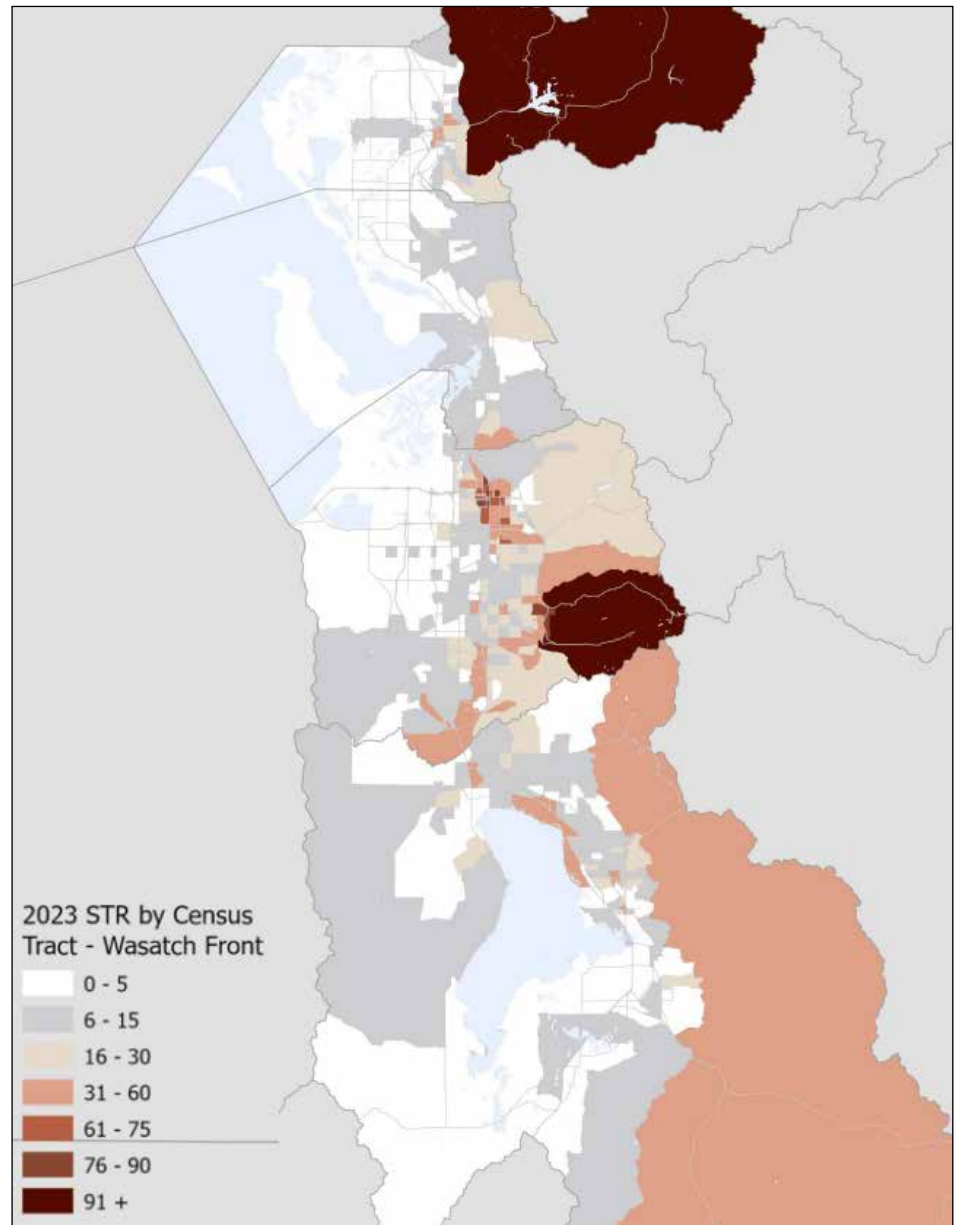 2023 STR by Census
Tract - Wasatch Front
0 - 5
6 - 15
16 - 30
31 - 60
61 - 75
76 - 90
91 +